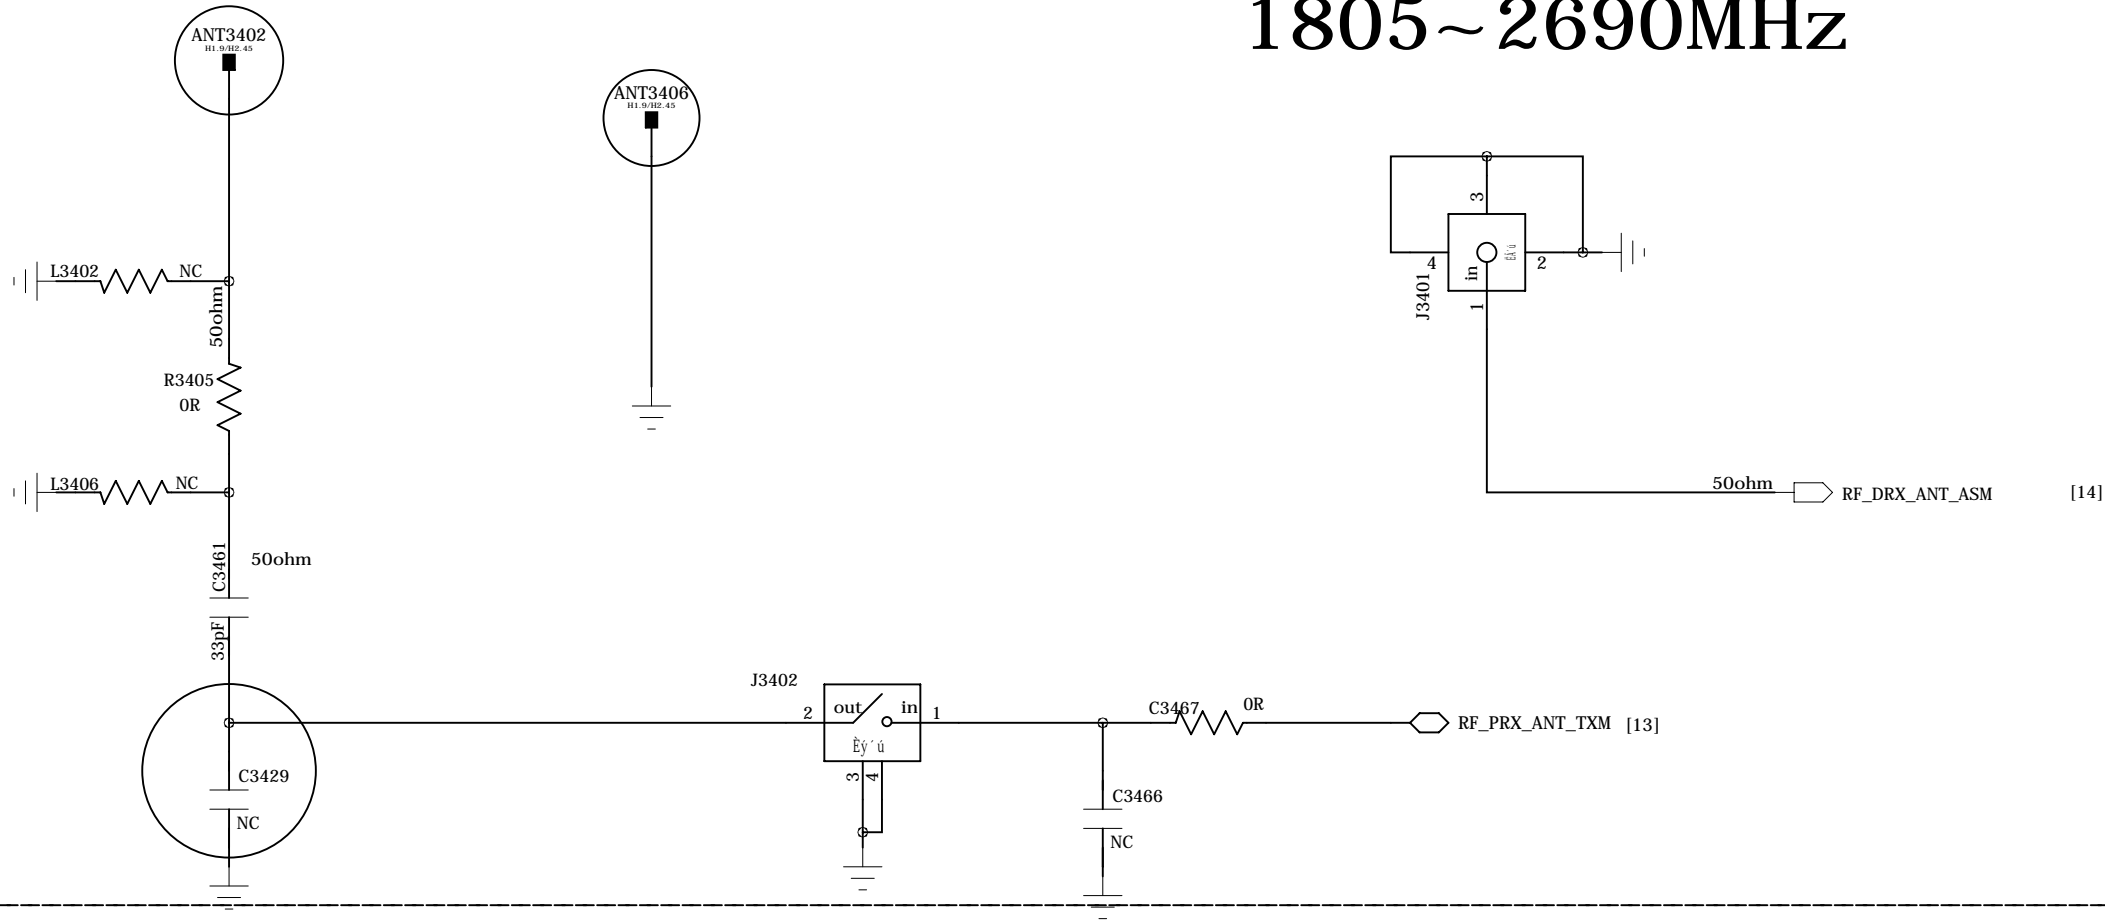 1805~2690MHz
ANT3402
H1.9/H2.45
ANT3406
H1.9/H2.45
3
4
2
in
Èý´ú
J3401
1
L3402
NC
50ohm
R3405
0R
L3406
NC
50ohm
RF_DRX_ANT_ASM
[14]
C3461
50ohm
33pF
J3402
2
out
in
1
Èý´ú
3
4
C3467
0R
RF_PRX_ANT_TXM
[13]
C3429
NC
C3466
NC